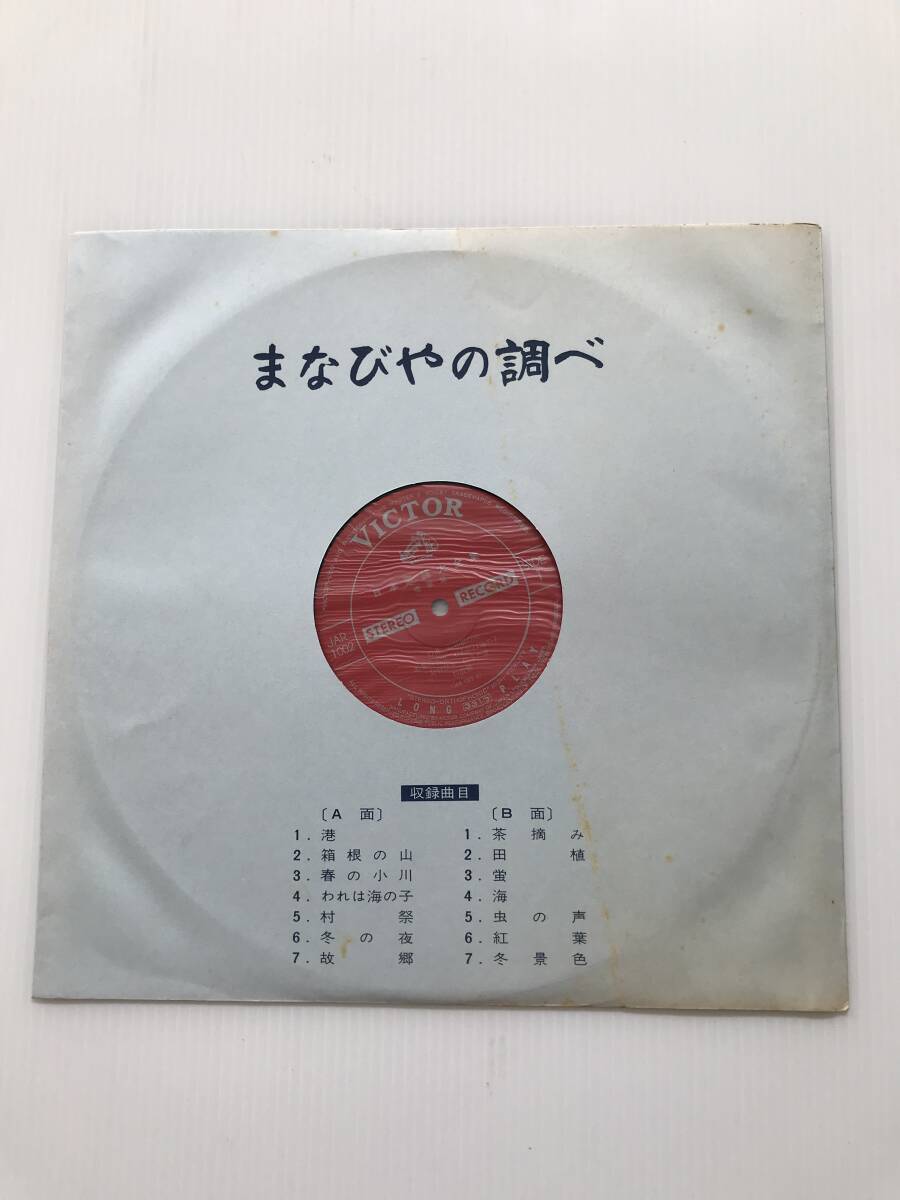 まなびやの調べ
VICTOR
STEREO RECORD
JAR
1002
LONG 33⅓ PLAY
収録曲目
〔A 面〕
1. 港
2. 箱根の山
3. 春の小川
4. われは海の子
5. 村祭
6. 冬の夜
7. 故郷
〔B 面〕
1. 茶摘み
2. 田植
3. 蛍
4. 海
5. 虫の声
6. 紅葉
7. 冬景色